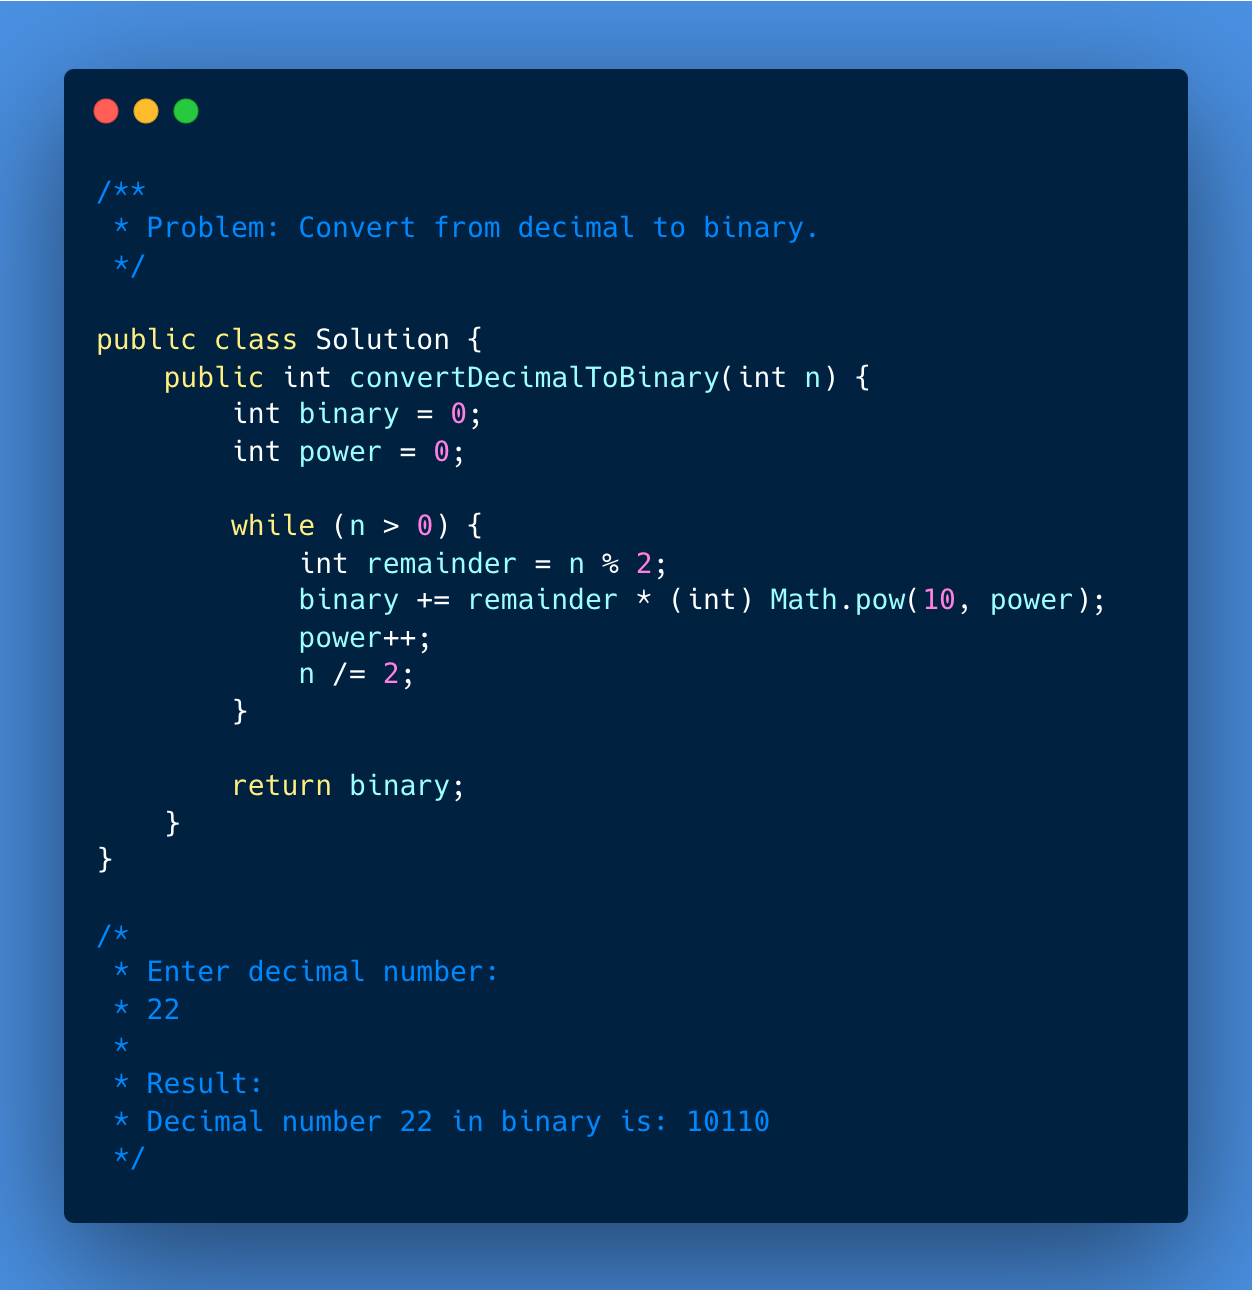 /**
 * Problem: Convert from decimal to binary.
 */

public class Solution {
    public int convertDecimalToBinary(int n) {
        int binary = 0;
        int power = 0;

        while (n > 0) {
            int remainder = n % 2;
            binary += remainder * (int) Math.pow(10, power);
            power++;
            n /= 2;
        }

        return binary;
    }
}

/*
 * Enter decimal number:
 * 22
 *
 * Result:
 * Decimal number 22 in binary is: 10110
 */